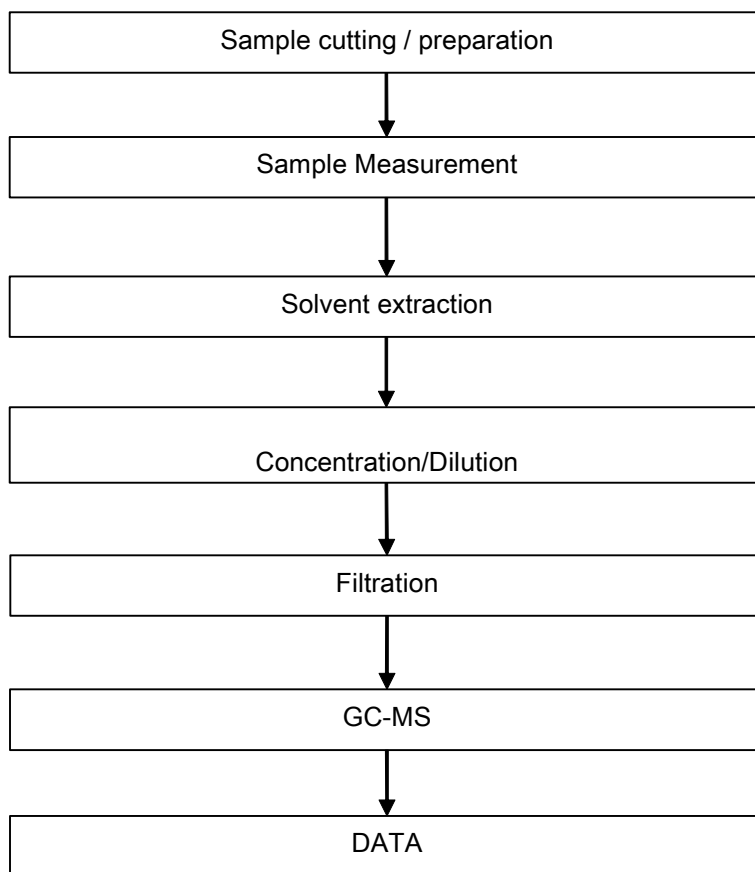 Sample cutting / preparation
Sample Measurement
Solvent extraction
Concentration/Dilution
Filtration
GC-MS
DATA